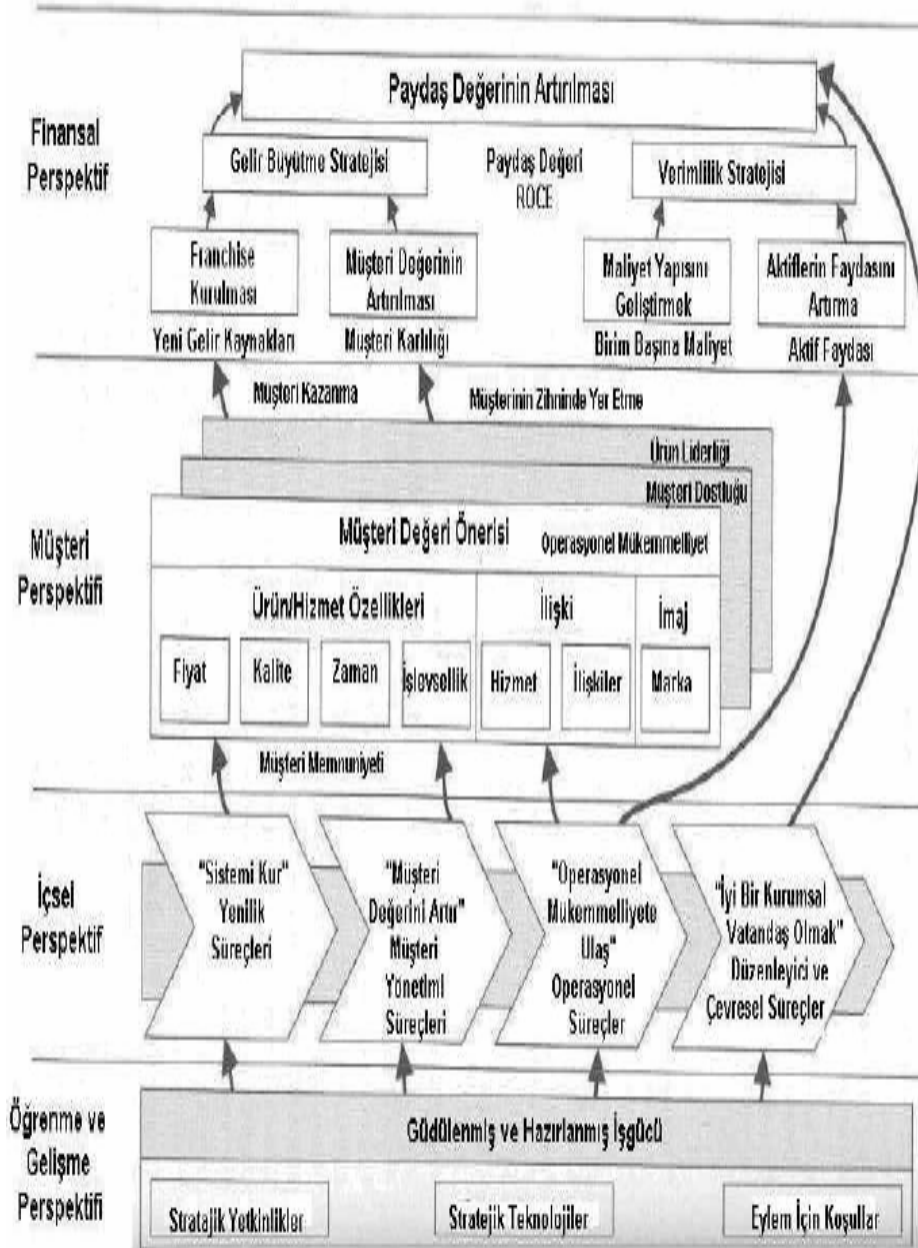 Finansal
Perspektif
Paydaş Değerinin Artırılması
Gelir Büyütme Stratejisi
Paydaş Değeri
ROCE
Verimlilik Stratejisi
Franchise
Kurulması
Müşteri Değerinin
Artırılması
Maliyet Yapısını
Geliştirmek
Aktiflerin Faydasını
Artırma
Yeni Gelir Kaynakları
Müşteri Karlılığı
Birim Başına Maliyet
Aktif Faydası
Müşteri Kazanma
Müşterinin Zihninde Yer Etme
Müşteri
Perspektifi
Ürün Liderliği
Müşteri Dostluğu
Müşteri Değeri Önerisi
Operasyonel Mükemmelliyet
Ürün/Hizmet Özellikleri
İlişki
İmaj
Fiyat
Kalite
Zaman
İşlevsellik
Hizmet
İlişkiler
Marka
Müşteri Memnuniyeti
İçsel
Perspektif
"Sistemi Kur"
Yenilik
Süreçleri
"Müşteri
Değerini Artır"
Müşteri
Yönetimi
Süreçleri
"Operasyonel
Mükemmelliyete
Ulaş"
Operasyonel
Süreçler
"İyi Bir Kurumsal
Vatandaş Olmak"
Düzenleyici ve
Çevresel Süreçler
Öğrenme ve
Gelişme
Perspektifi
Güdülenmiş ve Hazırlanmış İşgücü
Stratajik Yetkinlikler
Stratejik Teknolojiler
Eylem İçin Koşullar